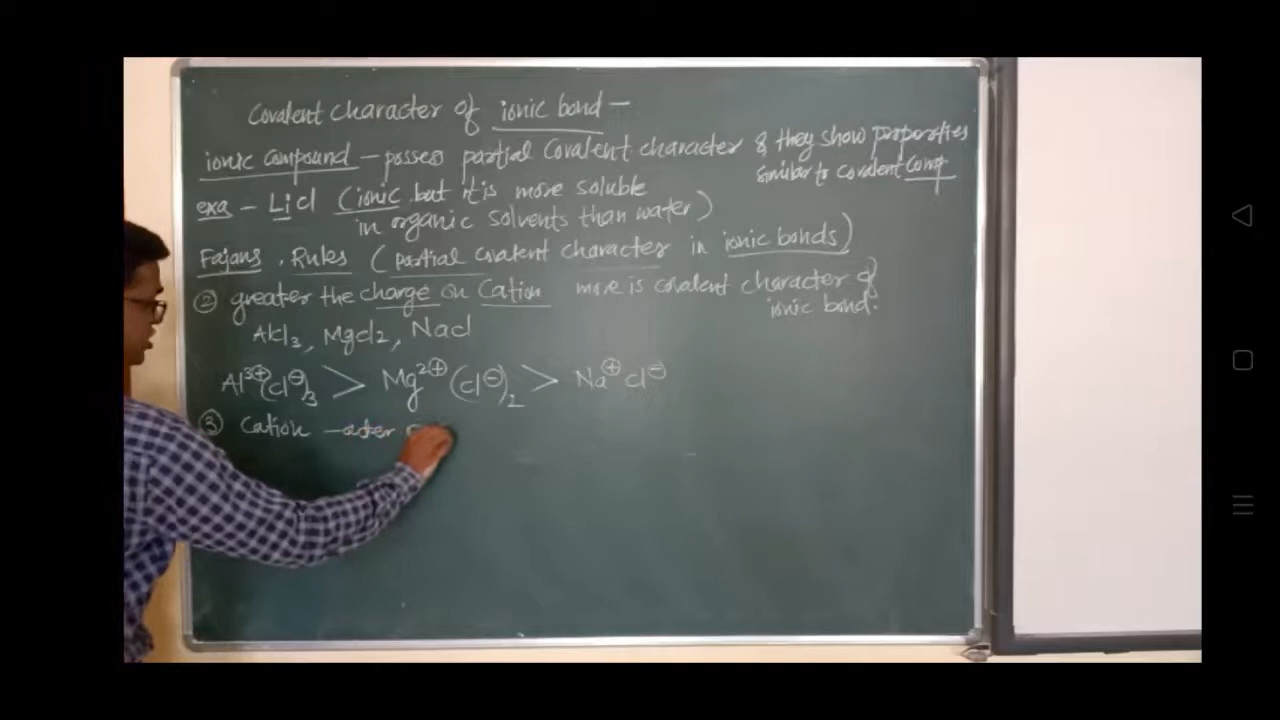 Covalent character of ionic bond -
ionic compound - posses partial covalent character & they show properties
similar to covalent comp
exa - LiCl (ionic but it is more soluble
in organic solvents than water)
Fajans. Rules (partial covalent character in ionic bonds)
② greater the charge on cation more is covalent character of
ionic bond.
AlCl3, MgCl2, NaCl
Al³⊕(Cl⊖)₃ > Mg²⊕(Cl⊖)₂ > Na⊕Cl⊖
③ Cation - outer